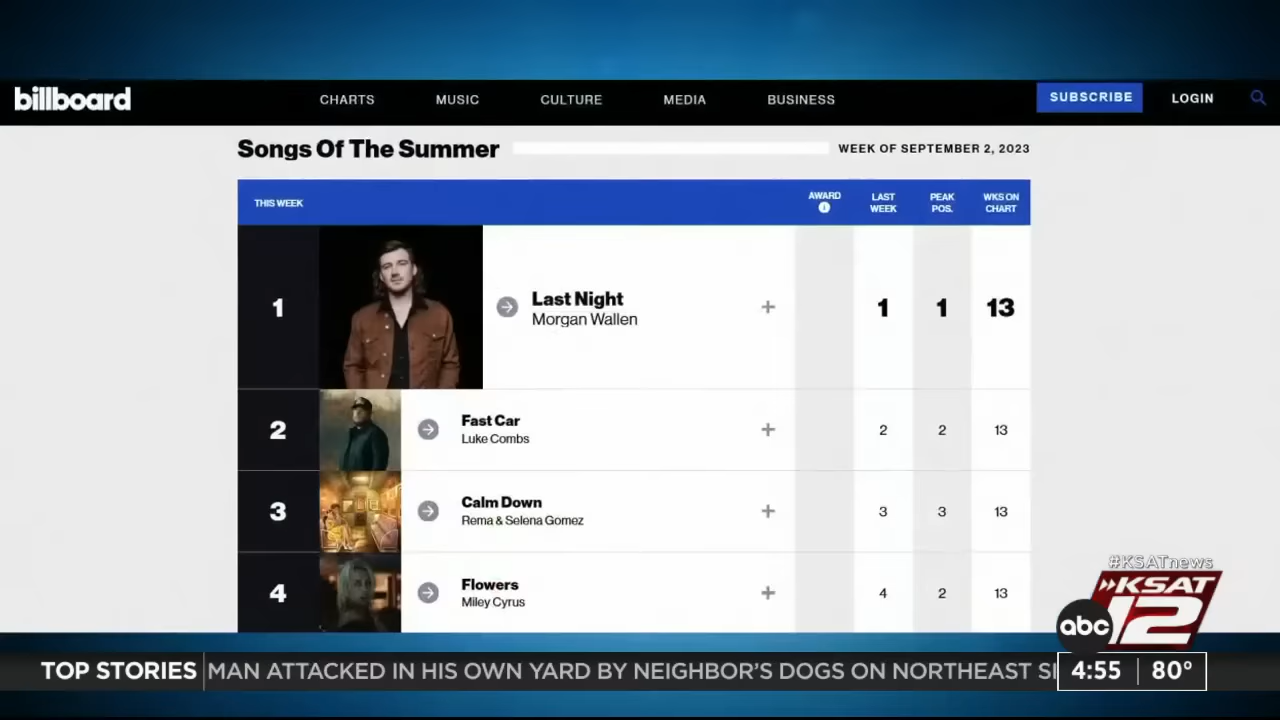 billboard
CHARTS MUSIC CULTURE MEDIA BUSINESS SUBSCRIBE LOGIN
Songs Of The Summer WEEK OF SEPTEMBER 2, 2023
THIS WEEK AWARD i LAST WEEK PEAK POS. WKS ON CHART
1 Last Night 1 1 13
Morgan Wallen
2 Fast Car 2 2 13
Luke Combs
3 Calm Down 3 3 13
Rema & Selena Gomez
4 Flowers 4 2 13
Miley Cyrus
#KSATnews
KSAT
abc 12
TOP STORIES MAN ATTACKED IN HIS OWN YARD BY NEIGHBOR'S DOGS ON NORTHEAST 4:55 80°